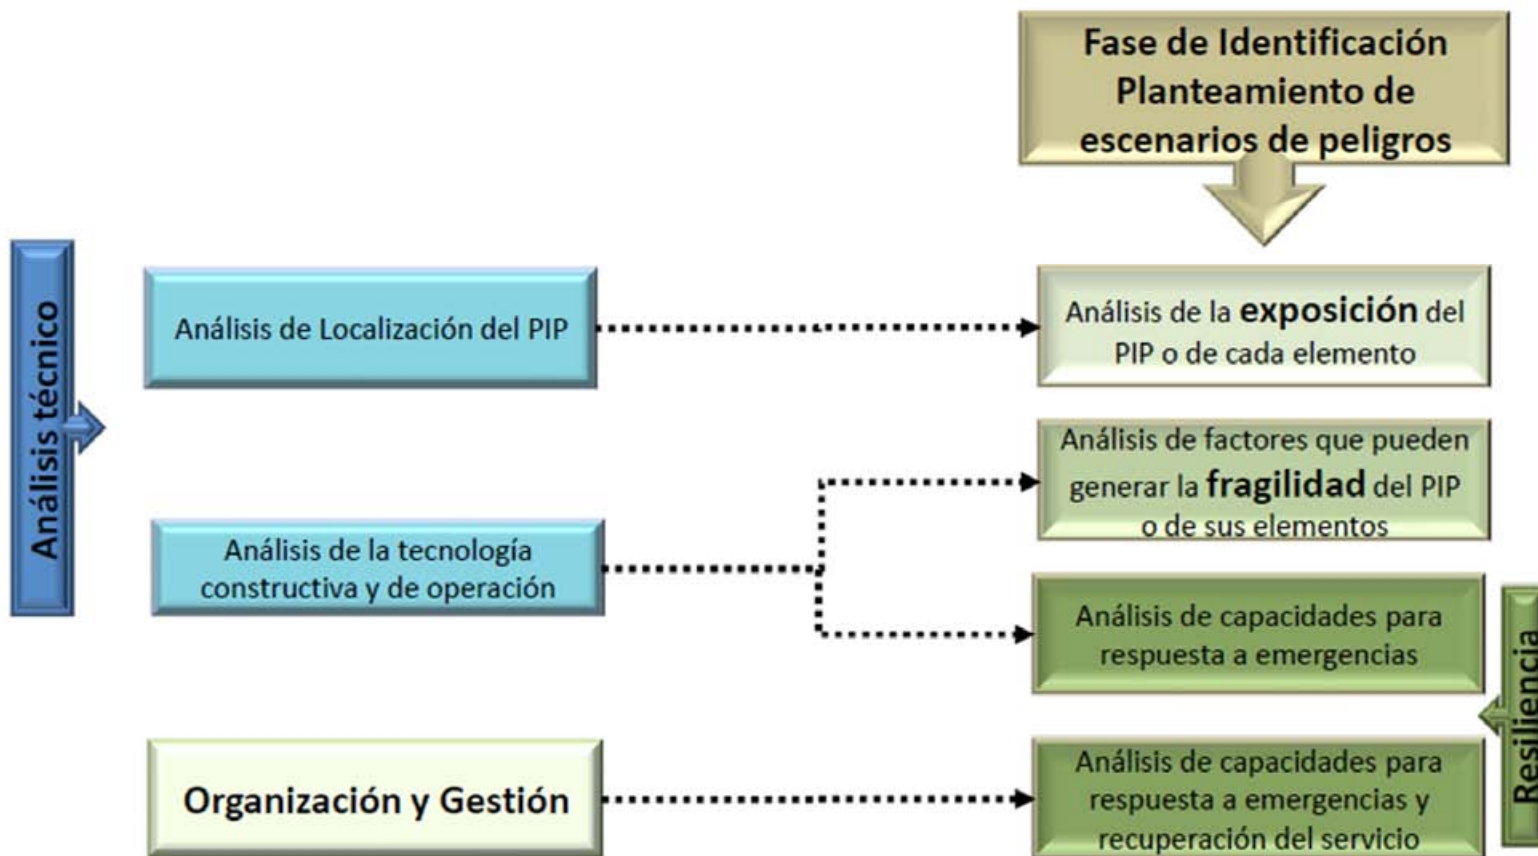 Fase de Identificación
Planteamiento de
escenarios de peligros
Análisis técnico
Análisis de Localización del PIP
Análisis de la exposición del
PIP o de cada elemento
Análisis de la tecnología
constructiva y de operación
Análisis de factores que pueden
generar la fragilidad del PIP
o de sus elementos
Análisis de capacidades para
respuesta a emergencias
Resiliencia
Organización y Gestión
Análisis de capacidades para
respuesta a emergencias y
recuperación del servicio